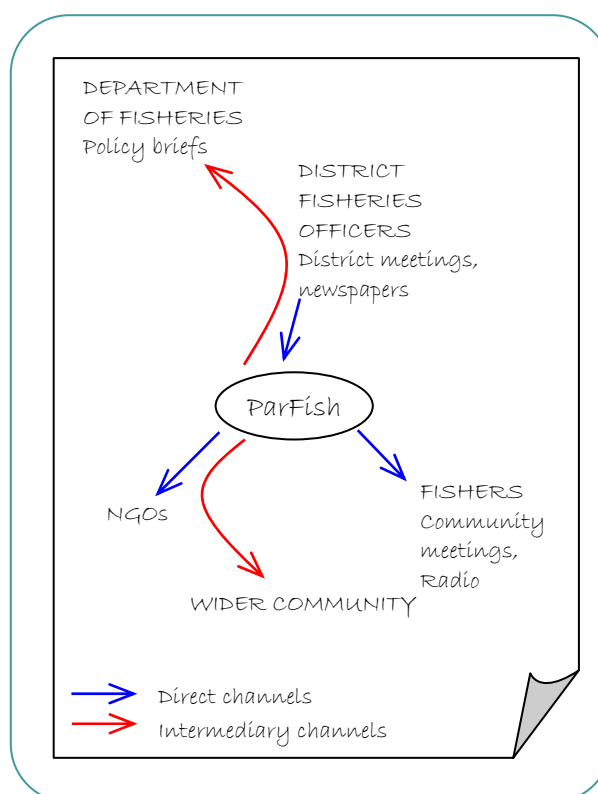 DEPARTMENT
OF FISHERIES
Policy briefs
DISTRICT
FISHERIES
OFFICERS
District meetings,
newspapers
ParFish
NGOs
FISHERS
Community
meetings,
Radio
WIDER COMMUNITY
Direct channels
Intermediary channels